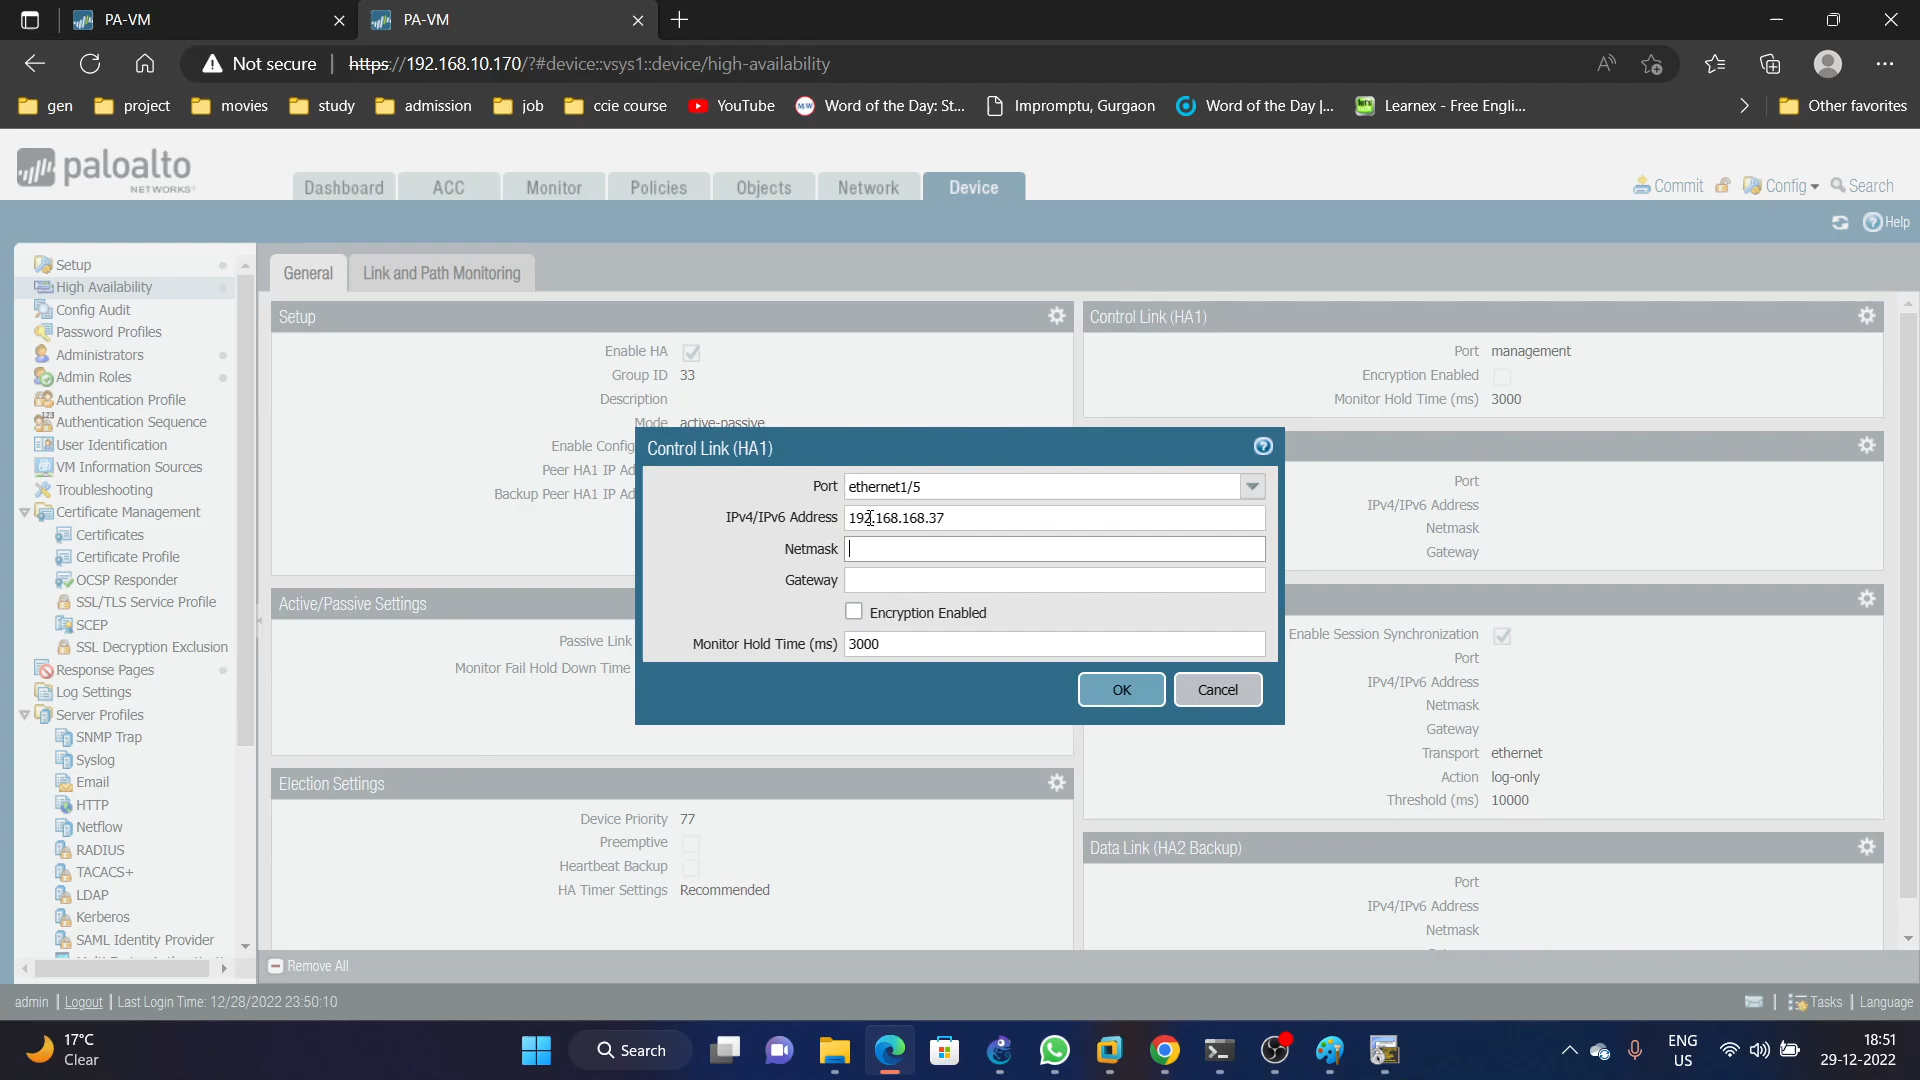 PA-VM
PA-VM
Not secure
https://192.168.10.170/?#device::vsys1::device/high-availability
gen
project
movies
study
admission
job
ccie course
YouTube
Word of the Day: St...
Impromptu, Gurgaon
Word of the Day |...
Learnex - Free Engli...
Other favorites
paloalto
NETWORKS
Dashboard
ACC
Monitor
Policies
Objects
Network
Device
Commit
Config
Search
Help
Setup
High Availability
Config Audit
Password Profiles
Administrators
Admin Roles
Authentication Profile
Authentication Sequence
User Identification
VM Information Sources
Troubleshooting
Certificate Management
Certificates
Certificate Profile
OCSP Responder
SSL/TLS Service Profile
SCEP
SSL Decryption Exclusion
Response Pages
Log Settings
Server Profiles
SNMP Trap
Syslog
Email
HTTP
Netflow
RADIUS
TACACS+
LDAP
Kerberos
SAML Identity Provider
General
Link and Path Monitoring
Setup
Enable HA
Group ID 33
Description
Mode active-passive
Enable Config
Peer HA1 IP Ad
Backup Peer HA1 IP Ad
Active/Passive Settings
Passive Link
Monitor Fail Hold Down Time
Election Settings
Device Priority 77
Preemptive
Heartbeat Backup
HA Timer Settings Recommended
Control Link (HA1)
Port management
Encryption Enabled
Monitor Hold Time (ms) 3000
Port
IPv4/IPv6 Address
Netmask
Gateway
Enable Session Synchronization
Port
IPv4/IPv6 Address
Netmask
Gateway
Transport ethernet
Action log-only
Threshold (ms) 10000
Data Link (HA2 Backup)
Port
IPv4/IPv6 Address
Netmask
Control Link (HA1)
Port ethernet1/5
IPv4/IPv6 Address 192.168.168.37
Netmask
Gateway
Encryption Enabled
Monitor Hold Time (ms) 3000
OK
Cancel
Remove All
admin | Logout | Last Login Time: 12/28/2022 23:50:10
Tasks | Language
17°C
Clear
Search
ENG
US
18:51
29-12-2022